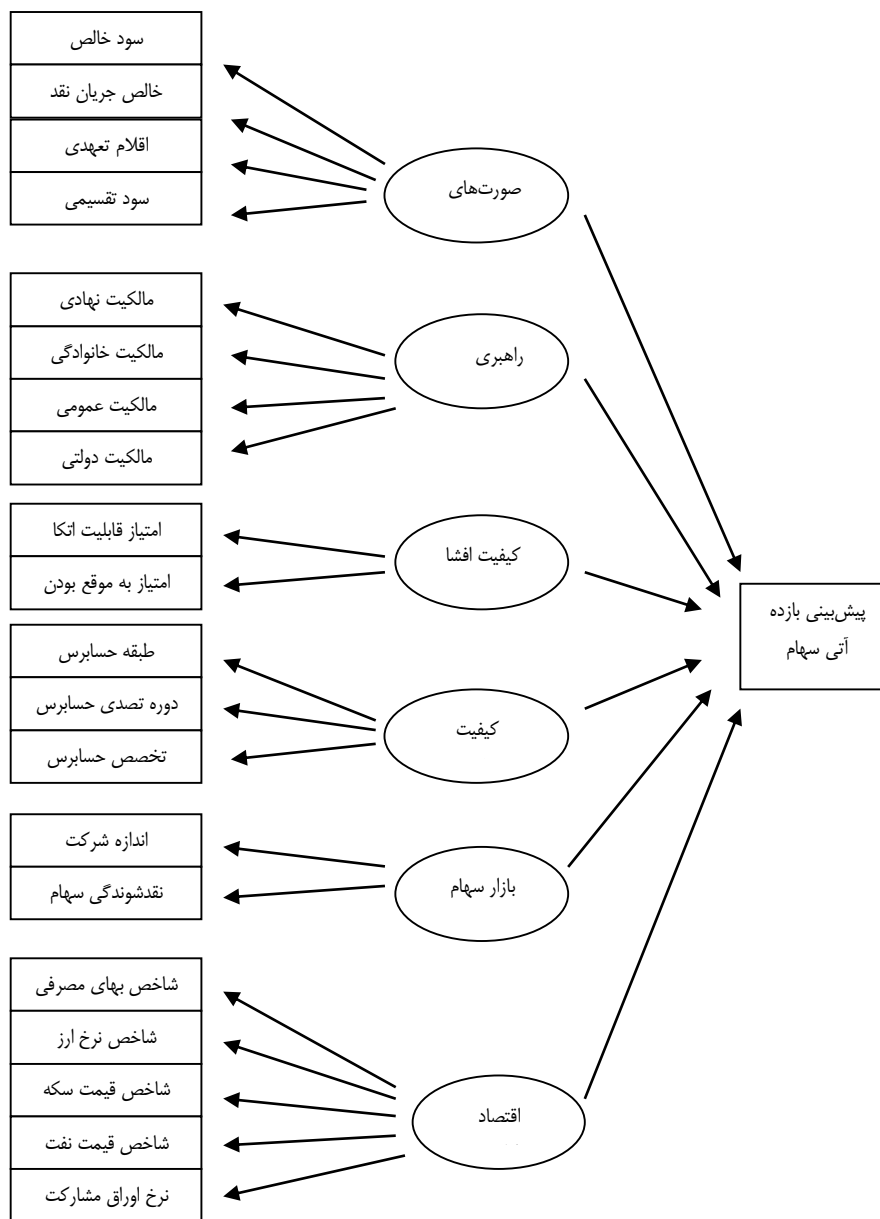 سود خالص
خالص جریان نقد
اقلام تعهدی
سود تقسیمی
صورت‌های
مالکیت نهادی
مالکیت خانوادگی
مالکیت عمومی
مالکیت دولتی
راهبری
امتیاز قابلیت اتکا
امتیاز به موقع بودن
کیفیت افشا
پیش‌بینی بازده
آتی سهام
طبقه حسابرس
دوره تصدی حسابرس
تخصص حسابرس
کیفیت
اندازه شرکت
نقدشوندگی سهام
بازار سهام
شاخص بهای مصرفی
شاخص نرخ ارز
شاخص قیمت سکه
شاخص قیمت نفت
نرخ اوراق مشارکت
اقتصاد